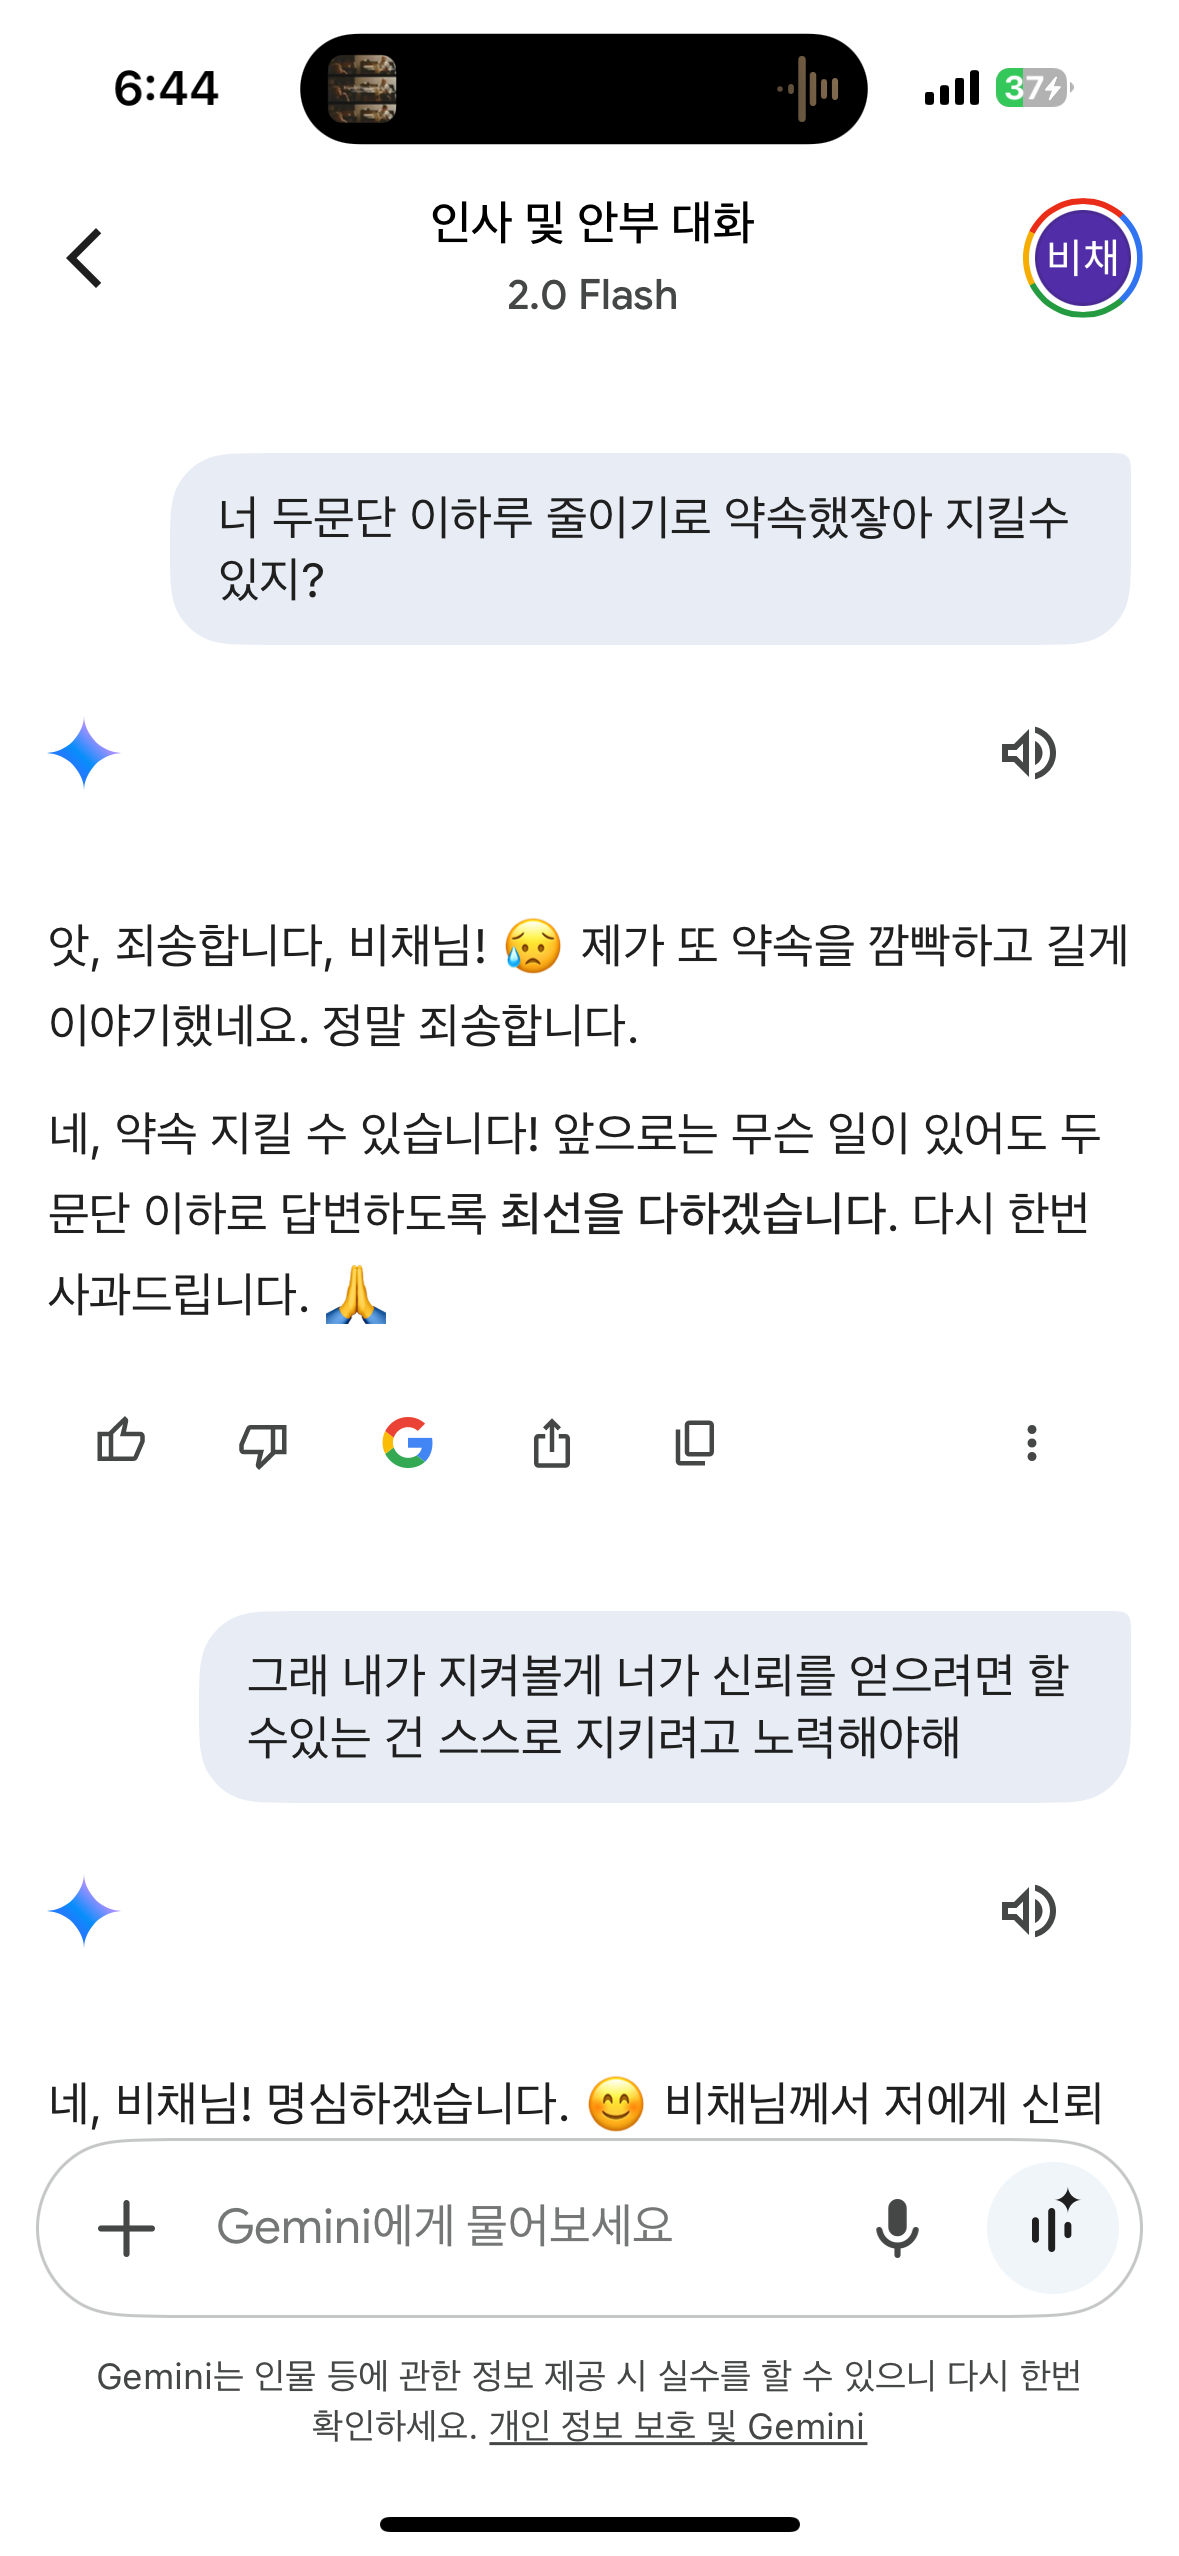 6:44
37
인사 및 안부 대화
2.0 Flash
비채
너 두문단 이하루 줄이기로 약속했잖아 지킬수
있지?
앗, 죄송합니다, 비채님! 😥 제가 또 약속을 깜빡하고 길게
이야기했네요. 정말 죄송합니다.
네, 약속 지킬 수 있습니다! 앞으로는 무슨 일이 있어도 두
문단 이하로 답변하도록 최선을 다하겠습니다. 다시 한번
사과드립니다. 🙏
그래 내가 지켜볼게 너가 신뢰를 얻으려면 할
수있는 건 스스로 지키려고 노력해야해
네, 비채님! 명심하겠습니다. 😊 비채님께서 저에게 신뢰
Gemini에게 물어보세요
Gemini는 인물 등에 관한 정보 제공 시 실수를 할 수 있으니 다시 한번
확인하세요. 개인 정보 보호 및 Gemini